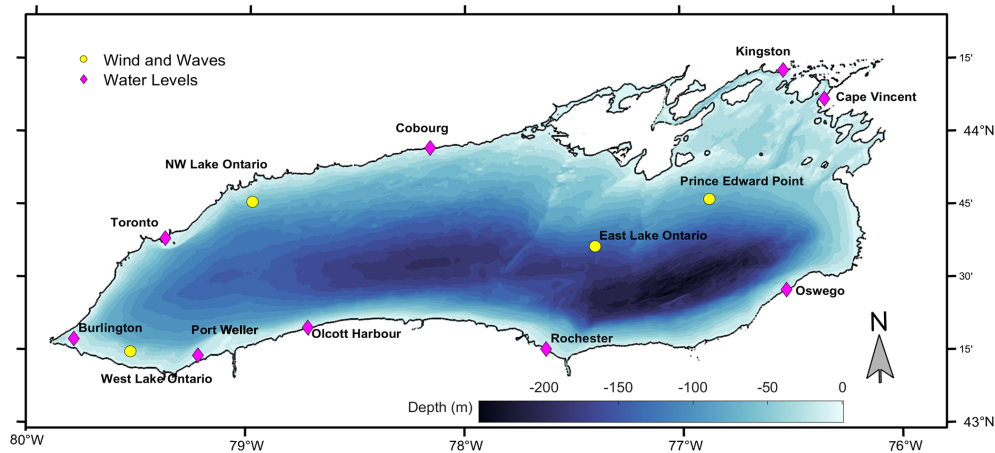 Kingston
Wind and Waves
15'
Water Levels
Cape Vincent
Cobourg
44°N
NW Lake Ontario
Prince Edward Point
45'
Toronto
East Lake Ontario
30'
Oswego
Burlington
Port Weller
Olcott Harbour
N
Rochester
15'
West Lake Ontario
-200 -150 -100 -50 0
Depth (m)
43°N
80°W 79°W 78°W 77°W 76°W